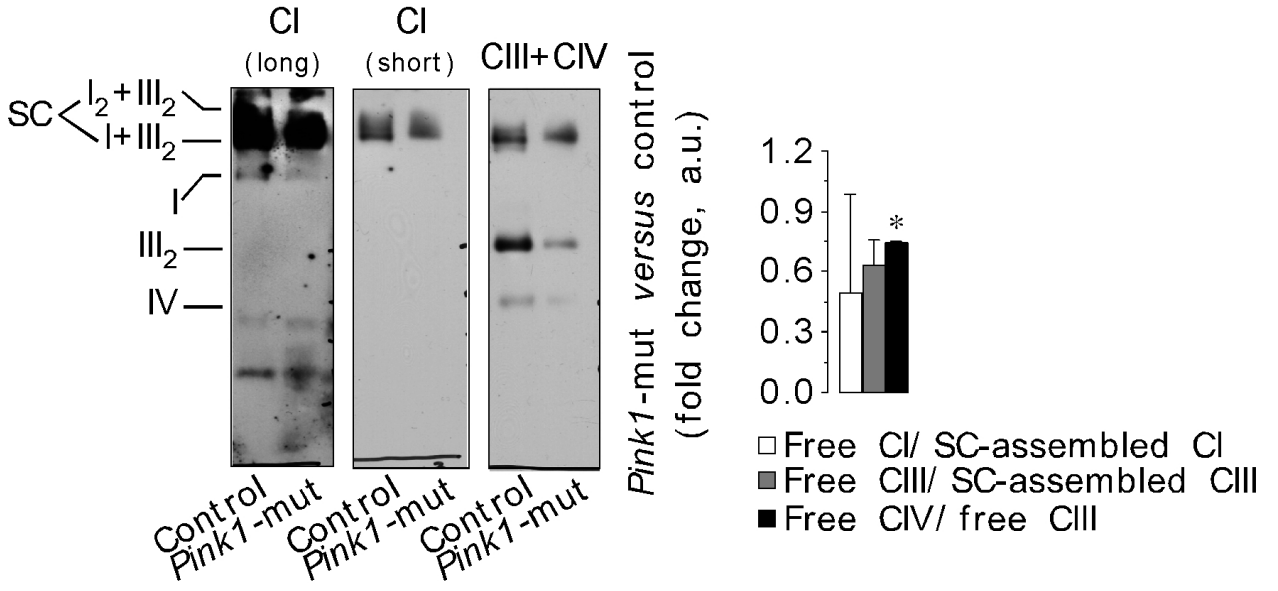 CI
(long)
CI
(short)
CIII+CIV
SC
I₂+III₂
I+III₂
I
III₂
IV
Control
Pink1-mut
Control
Pink1-mut
Control
Pink1-mut
Pink1-mut versus control
(fold change, a.u.)
1.2
0.9
0.6
0.3
0.0
*
Free CI/ SC-assembled CI
Free CIII/ SC-assembled CIII
Free CIV/ free CIII